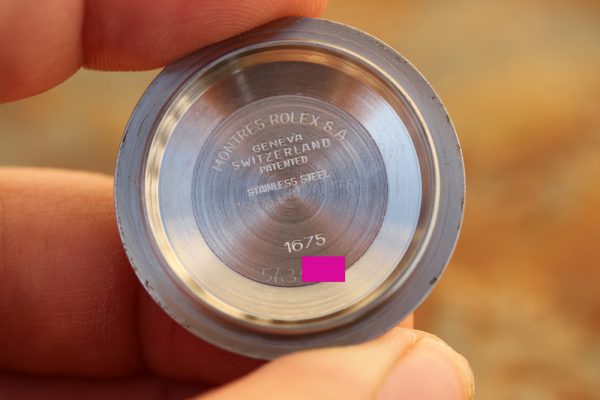 MONTRES ROLEX S.A.
GENEVA
SWITZERLAND
PATENTED
STAINLESS STEEL
1675
563